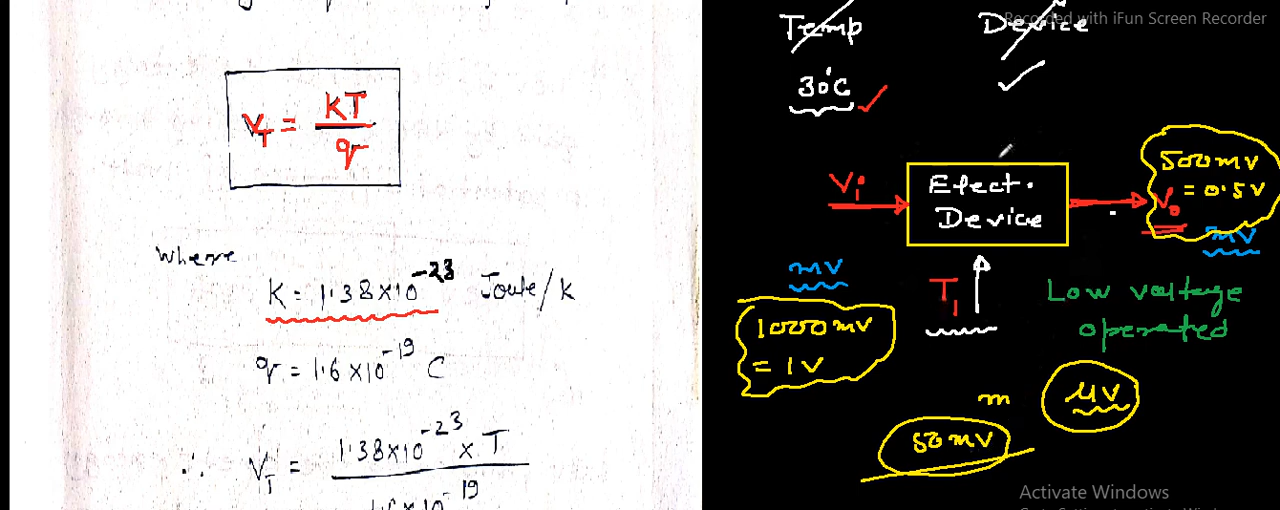 V_T = KT / q
where
K = 1.38×10^-23 Joule/k
q = 1.6×10^-19 C
∴ V_T = 1.38×10^-23 × T
Recorded with iFun Screen Recorder
Temp Device
30°C ✓ ✓
Vi
Elect.
Device
500mV
= 0.5V
Vo
mV
mV
T1
Low voltage
operated
1000mV
= 1V
m
μV
50mV
Activate Windows